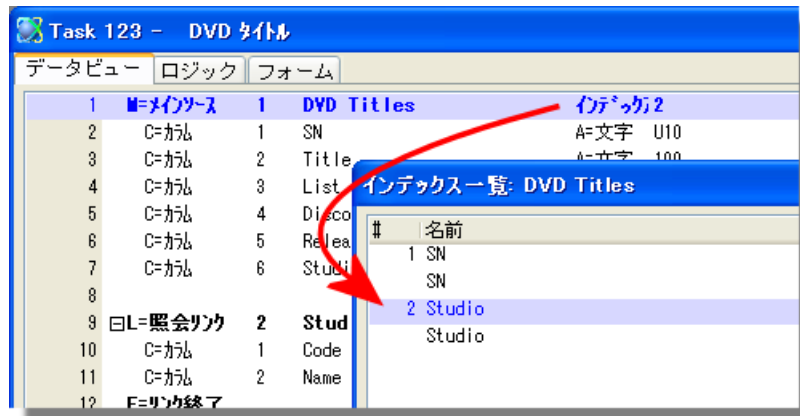 Task 123 - DVD ﾀｲﾄﾙ
データビュー ロジック フォーム
1 M=ﾒｲﾝｿｰｽ 1 DVD Titles ｲﾝﾃﾞｯｸｽ 2
2 C=ｶﾗﾑ 1 SN A=文字 U10
3 C=ｶﾗﾑ 2 Title A=文字 100
4 C=ｶﾗﾑ 3 List
5 C=ｶﾗﾑ 4 Disco
6 C=ｶﾗﾑ 5 Relea
7 C=ｶﾗﾑ 6 Studi
8
9 L=照会ﾘﾝｸ 2 Stud
10 C=ｶﾗﾑ 1 Code
11 C=ｶﾗﾑ 2 Name
12 E=ﾘﾝｸ終了
インデックス一覧: DVD Titles
# 名前
1 SN
SN
2 Studio
Studio